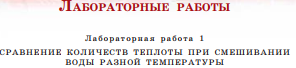 ЛАБОРАТОРНЫЕ РАБОТЫ
Лабораторная работа 1
СРАВНЕНИЕ КОЛИЧЕСТВ ТЕПЛОТЫ ПРИ СМЕШИВАНИИ
ВОДЫ РАЗНОЙ ТЕМПЕРАТУРЫ